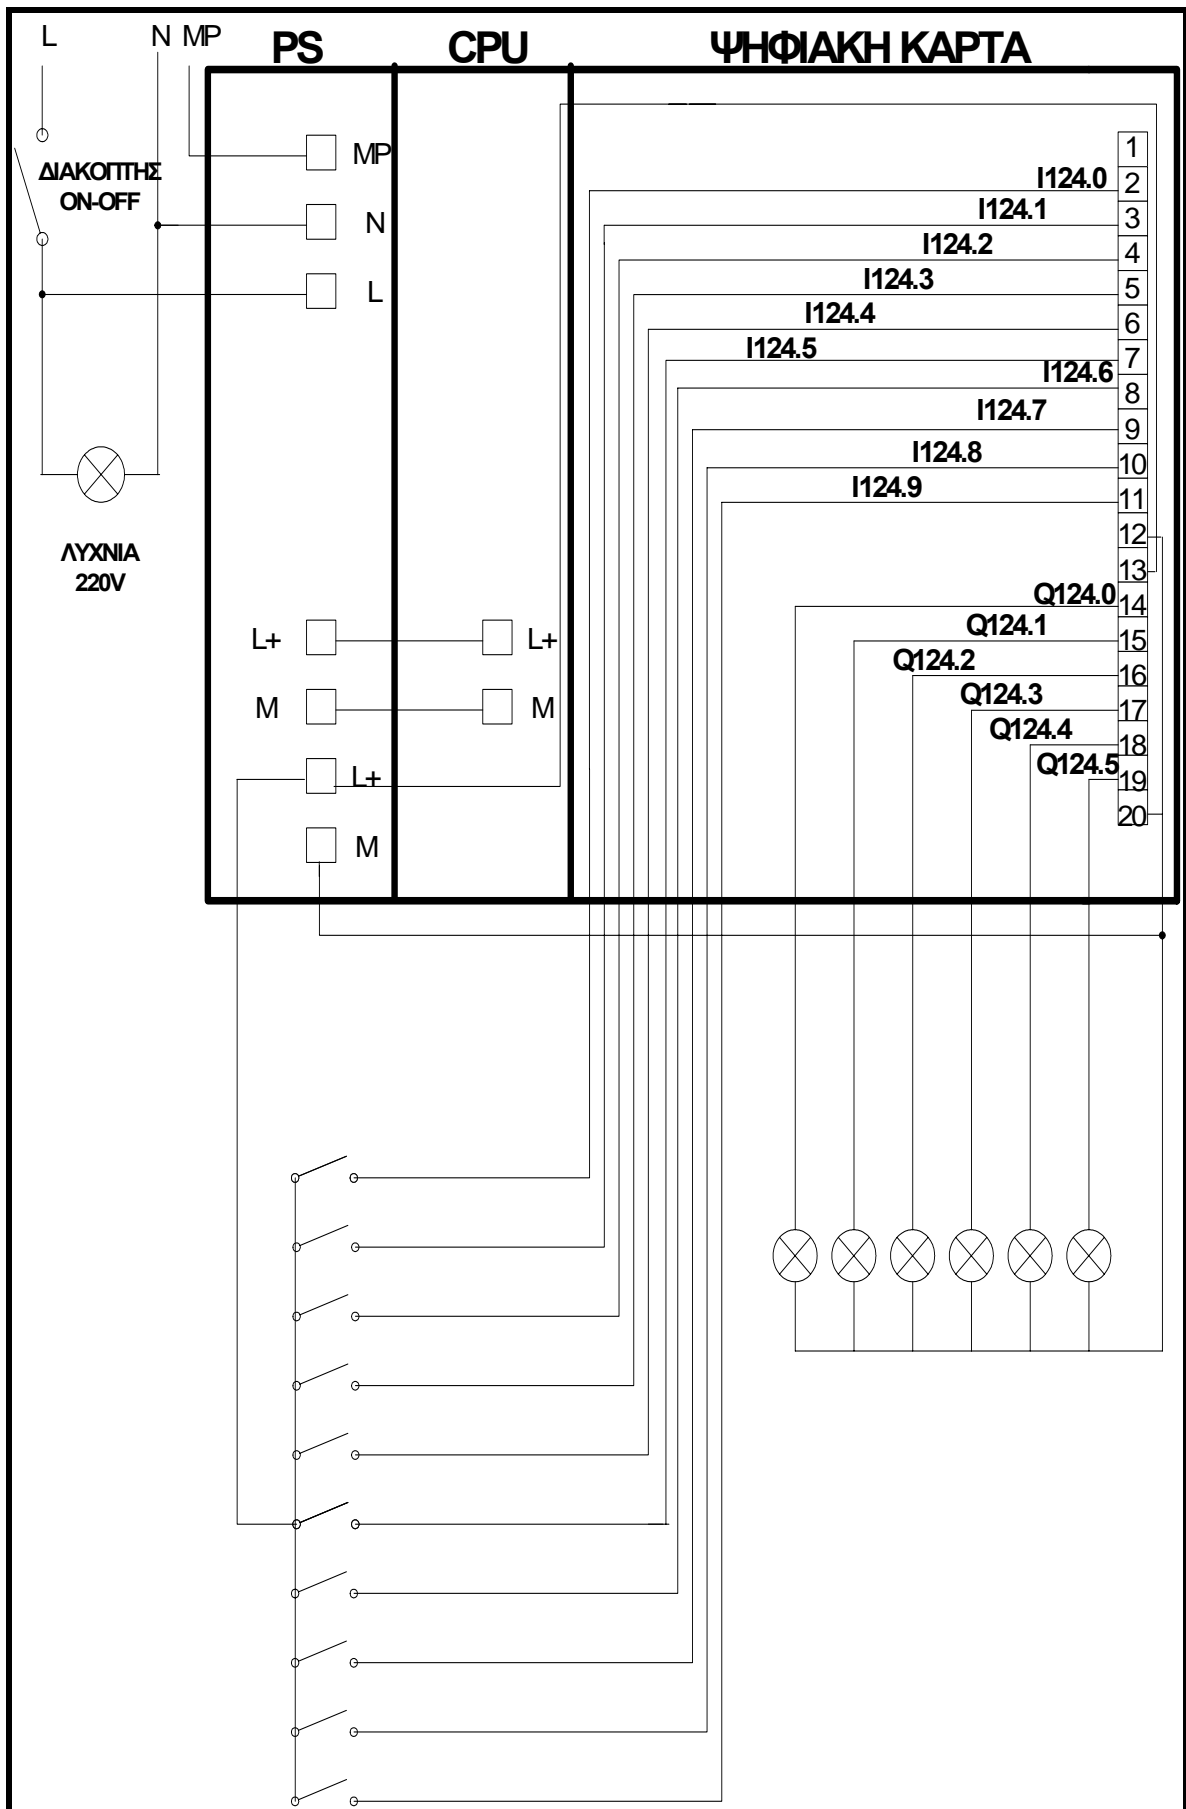 L N MP PS CPU ΨΗΦΙΑΚΗ ΚΑΡΤΑ
ΔΙΑΚΟΠΤΗΣ
ON-OFF
MP
N
L
ΛΥΧΝΙΑ
220V
L+ L+
M M
L+
M
1
I124.0 2
I124.1 3
I124.2 4
I124.3 5
I124.4 6
I124.5 7
I124.6 8
I124.7 9
I124.8 10
I124.9 11
12
13
Q124.0 14
Q124.1 15
Q124.2 16
Q124.3 17
Q124.4 18
Q124.5 19
20